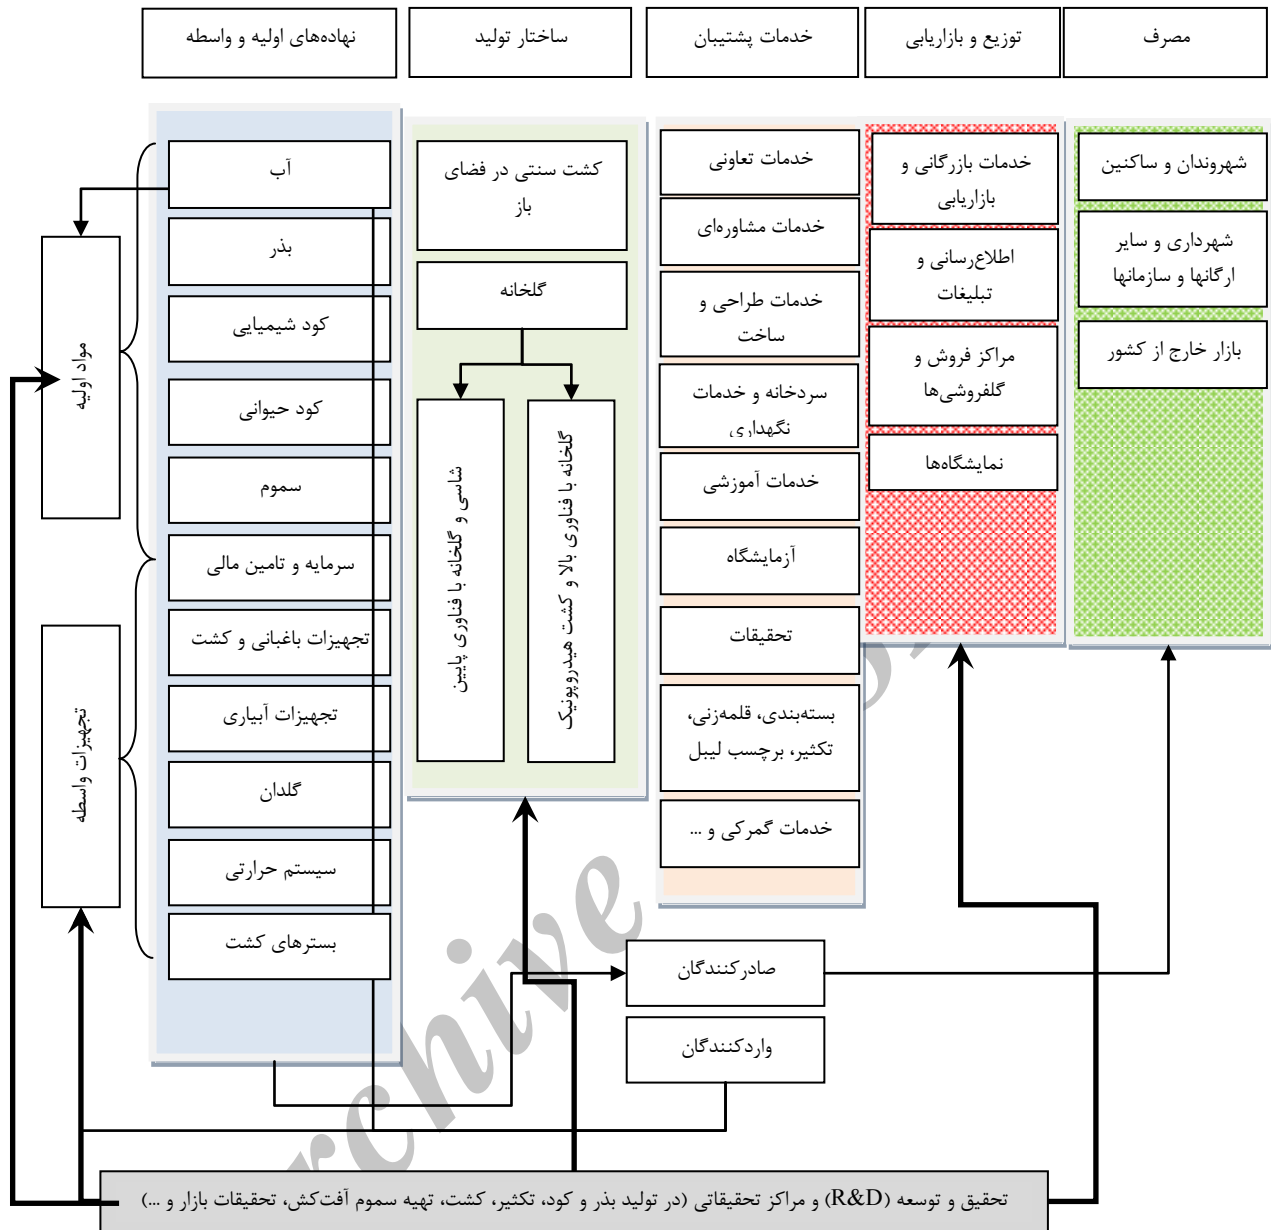 نهاده‌های اولیه و واسطه
ساختار تولید
خدمات پشتیبان
توزیع و بازاریابی
مصرف
آب
بذر
کود شیمیایی
کود حیوانی
سموم
سرمایه و تامین مالی
تجهیزات باغبانی و کشت
تجهیزات آبیاری
گلدان
سیستم حرارتی
بسترهای کشت
مواد اولیه
تجهیزات واسطه
کشت سنتی در فضای
باز
گلخانه
شاسی و گلخانه با فناوری پایین
گلخانه با فناوری بالا و کشت هیدروپونیک
خدمات تعاونی
خدمات مشاوره‌ای
خدمات طراحی و
ساخت
سردخانه و خدمات
نگهداری
خدمات آموزشی
آزمایشگاه
تحقیقات
بسته‌بندی، قلمه‌زنی،
تکثیر، برچسب لیبل
خدمات گمرکی و ...
خدمات بازرگانی و
بازاریابی
اطلاع‌رسانی و
تبلیغات
مراکز فروش و
گلفروشی‌ها
نمایشگاه‌ها
شهروندان و ساکنین
شهرداری و سایر
ارگانها و سازمانها
بازار خارج از کشور
صادرکنندگان
واردکنندگان
تحقیق و توسعه (R&D) و مراکز تحقیقاتی (در تولید بذر و کود، تکثیر، کشت، تهیه سموم آفت‌کش، تحقیقات بازار و ...)